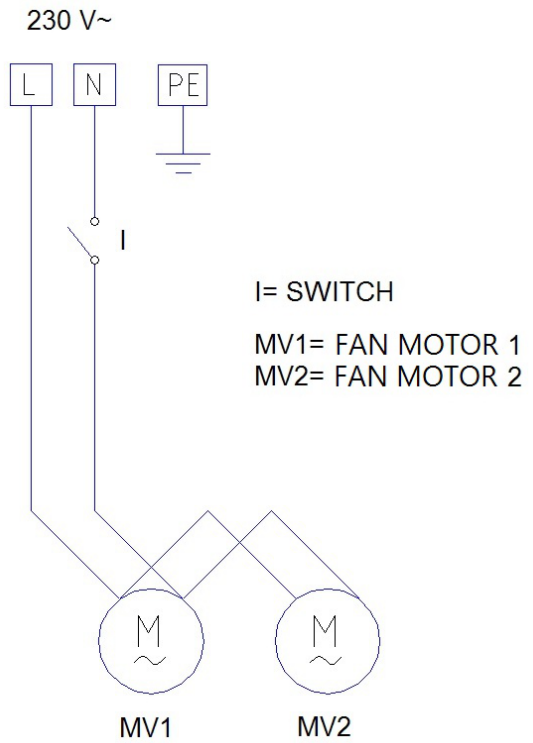 230 V~
L N PE
I
I= SWITCH
MV1= FAN MOTOR 1
MV2= FAN MOTOR 2
M M
~ ~
MV1 MV2